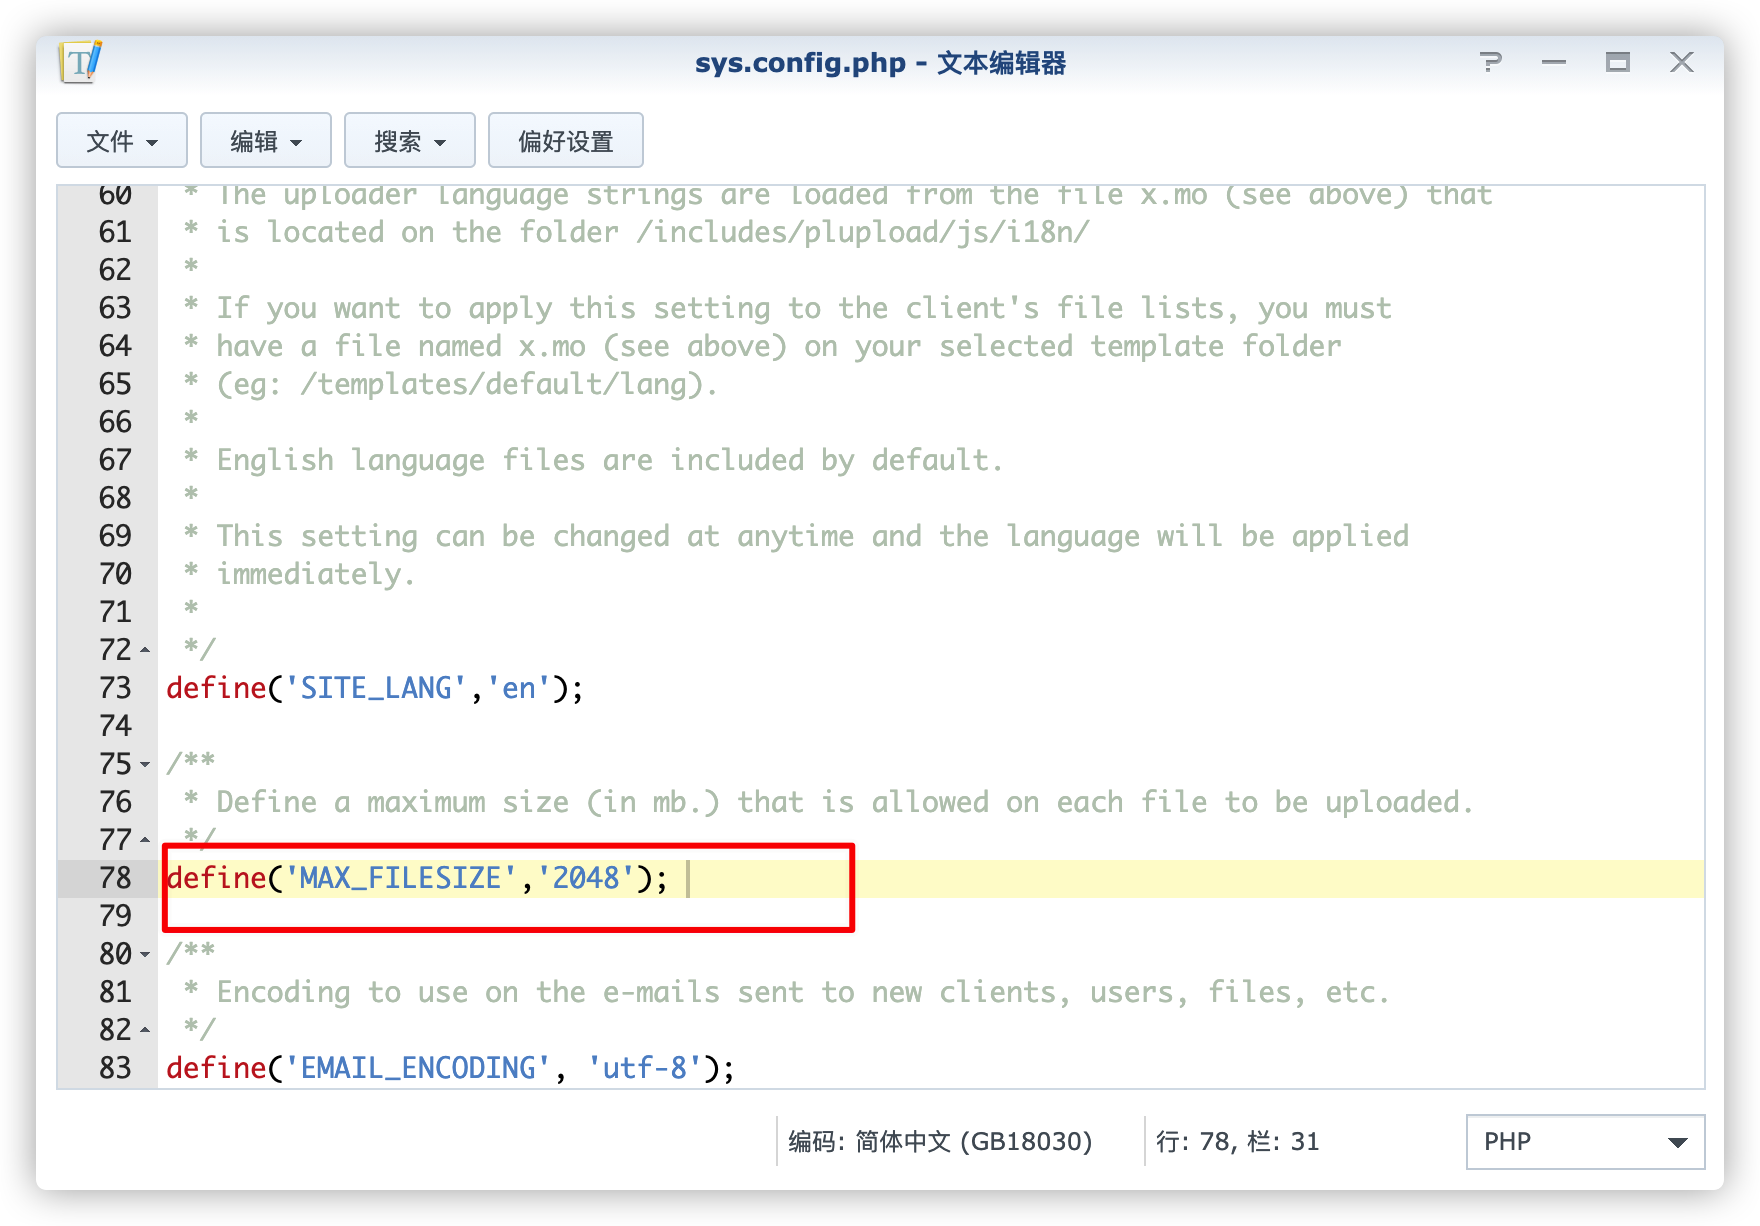 sys.config.php - 文本编辑器
文件 编辑 搜索 偏好设置
60 * The uploader language strings are loaded from the file x.mo (see above) that
61 * is located on the folder /includes/plupload/js/i18n/
62 *
63 * If you want to apply this setting to the client's file lists, you must
64 * have a file named x.mo (see above) on your selected template folder
65 * (eg: /templates/default/lang).
66 *
67 * English language files are included by default.
68 *
69 * This setting can be changed at anytime and the language will be applied
70 * immediately.
71 *
72 */
73 define('SITE_LANG','en');
74
75 /**
76 * Define a maximum size (in mb.) that is allowed on each file to be uploaded.
77 */
78 define('MAX_FILESIZE','2048');
79
80 /**
81 * Encoding to use on the e-mails sent to new clients, users, files, etc.
82 */
83 define('EMAIL_ENCODING', 'utf-8');
编码: 简体中文 (GB18030) 行: 78, 栏: 31 PHP